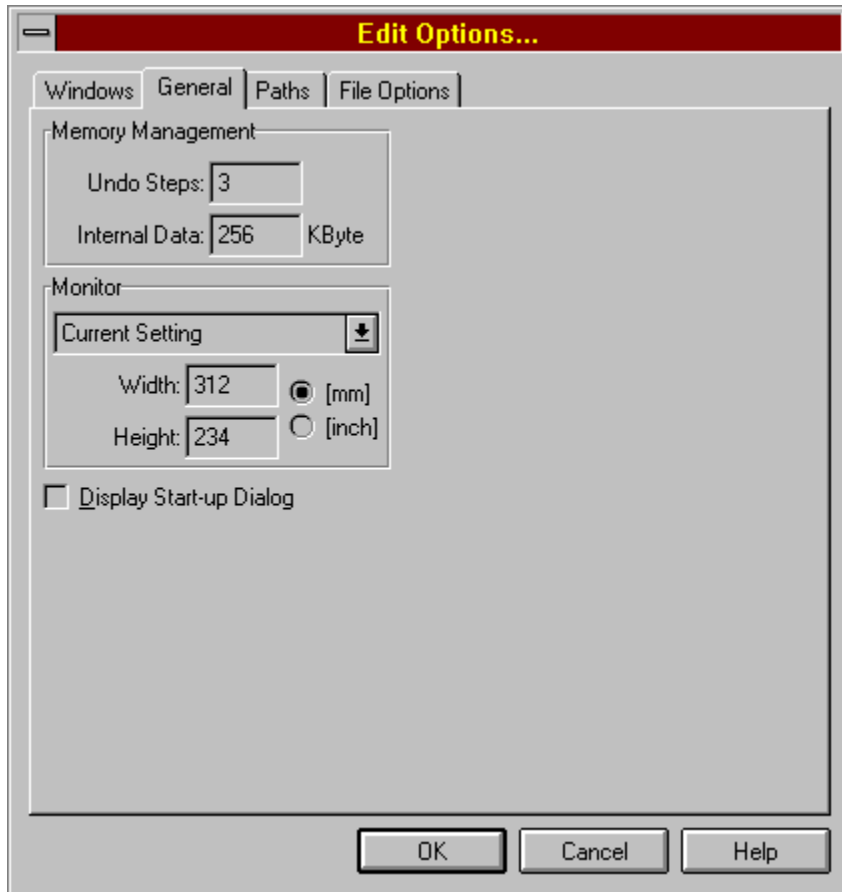 Edit Options...
Windows General Paths File Options
Memory Management
Undo Steps: 3
Internal Data: 256 KByte
Monitor
Current Setting
Width: 312 [mm]
Height: 234 [inch]
Display Start-up Dialog
OK Cancel Help